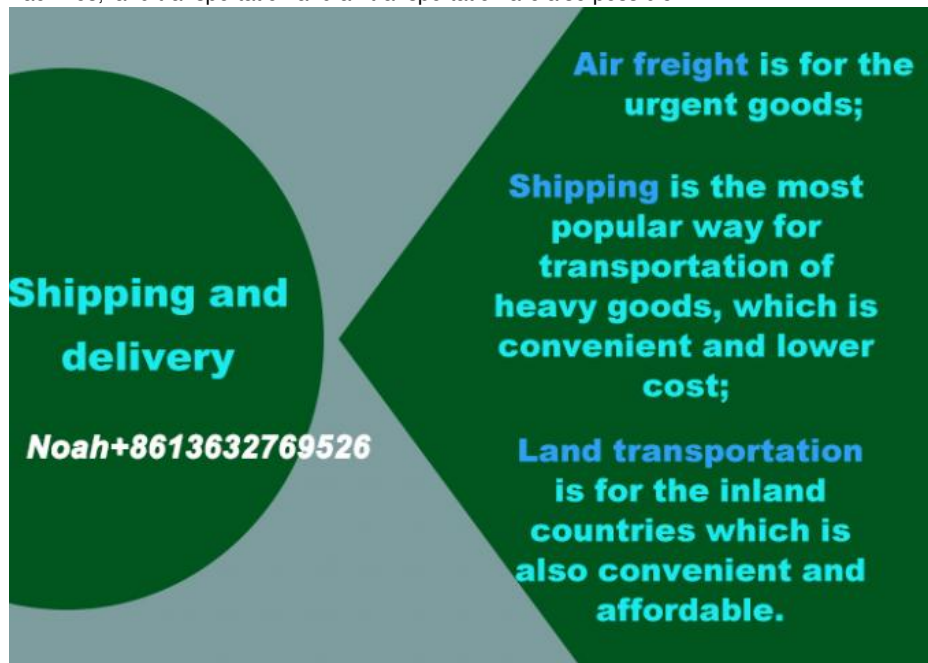 Air freight is for the
urgent goods;
Shipping is the most
popular way for
transportation of
heavy goods, which is
convenient and lower
cost;
Shipping and
delivery
Noah+8613632769526
Land transportation
is for the inland
countries which is
also convenient and
affordable.